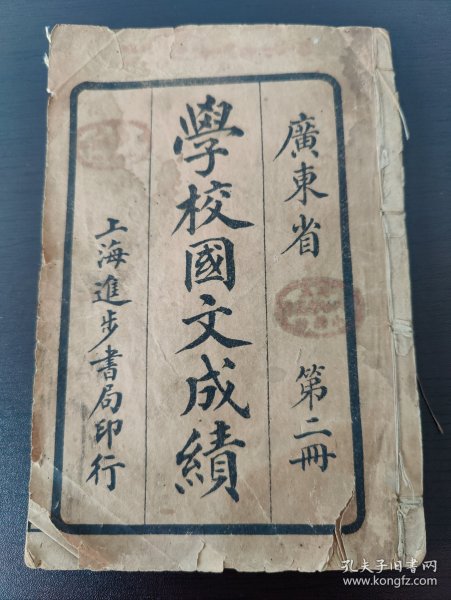 廣東省 第二冊
學校國文成績
上海進步書局印行
孔夫子旧书网
www.kongfz.com